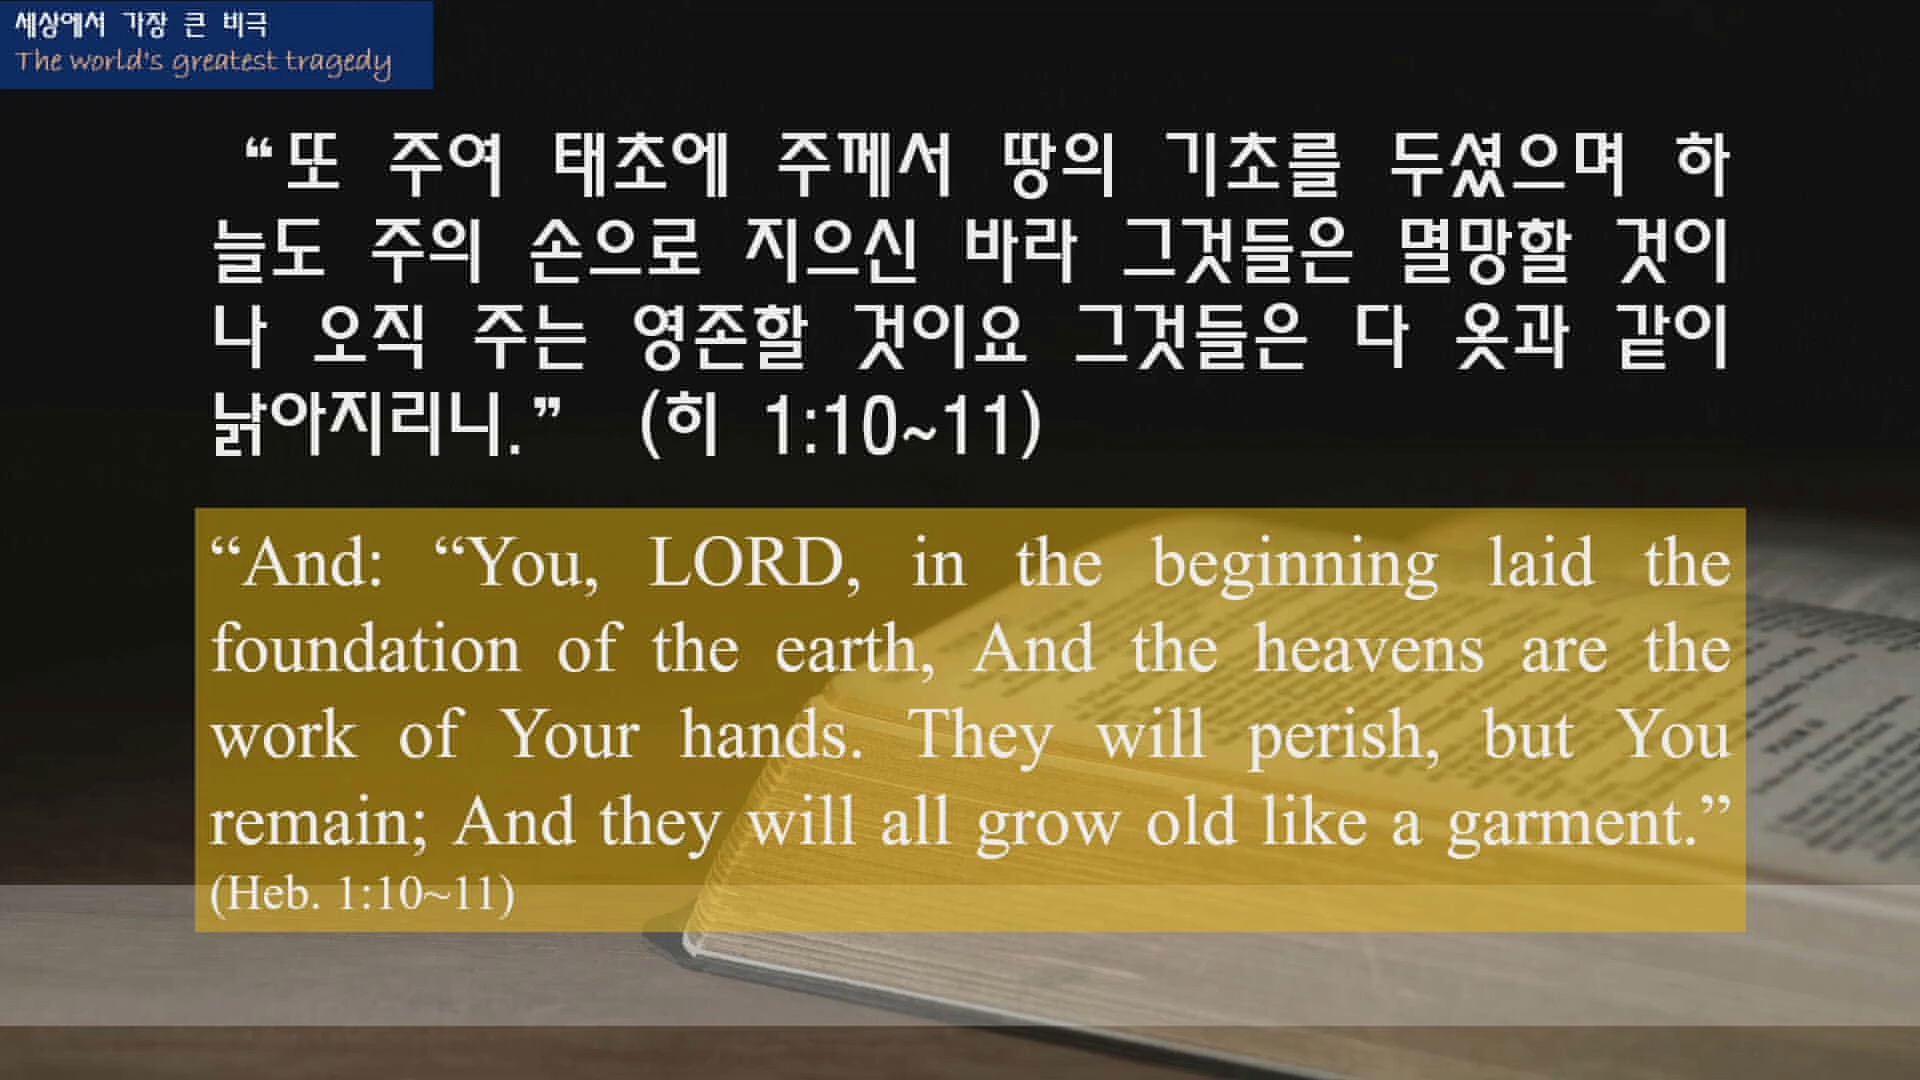 세상에서 가장 큰 비극
The world's greatest tragedy
“또 주여 태초에 주께서 땅의 기초를 두셨으며 하
늘도 주의 손으로 지으신 바라 그것들은 멸망할 것이
나 오직 주는 영존할 것이요 그것들은 다 옷과 같이
낡아지리니.” (히 1:10~11)
“And: “You, LORD, in the beginning laid the
foundation of the earth, And the heavens are the
work of Your hands. They will perish, but You
remain; And they will all grow old like a garment.”
(Heb. 1:10~11)